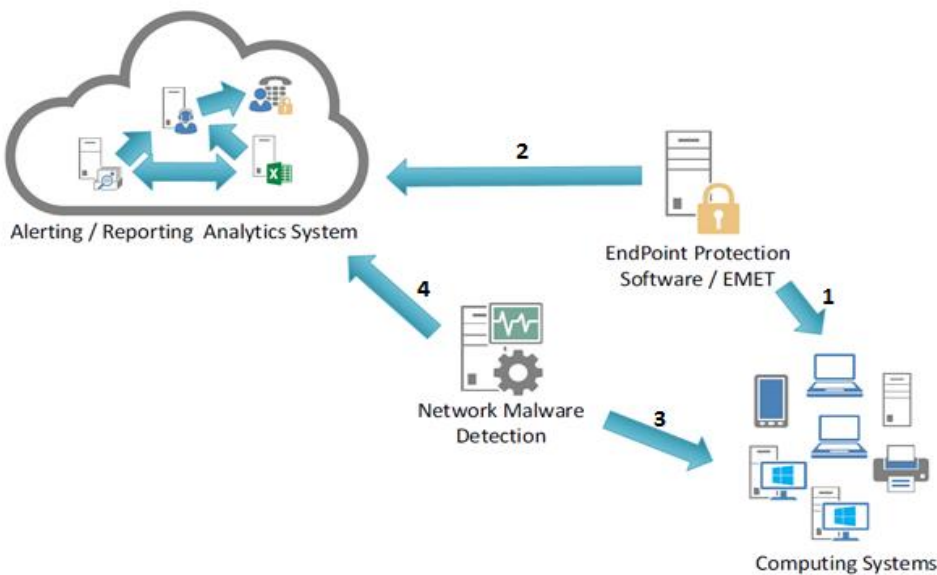 2
Alerting / Reporting Analytics System
EndPoint Protection
Software / EMET
1
4
Network Malware
Detection
3
X
Computing Systems